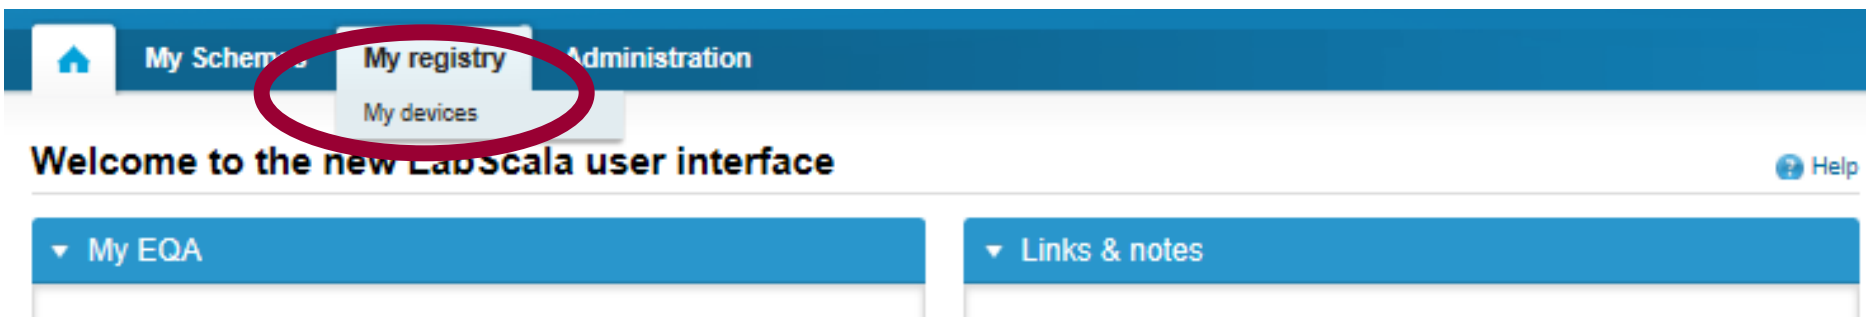 My Schemes My registry Administration
My devices
Welcome to the new LabScala user interface
Help
My EQA Links & notes